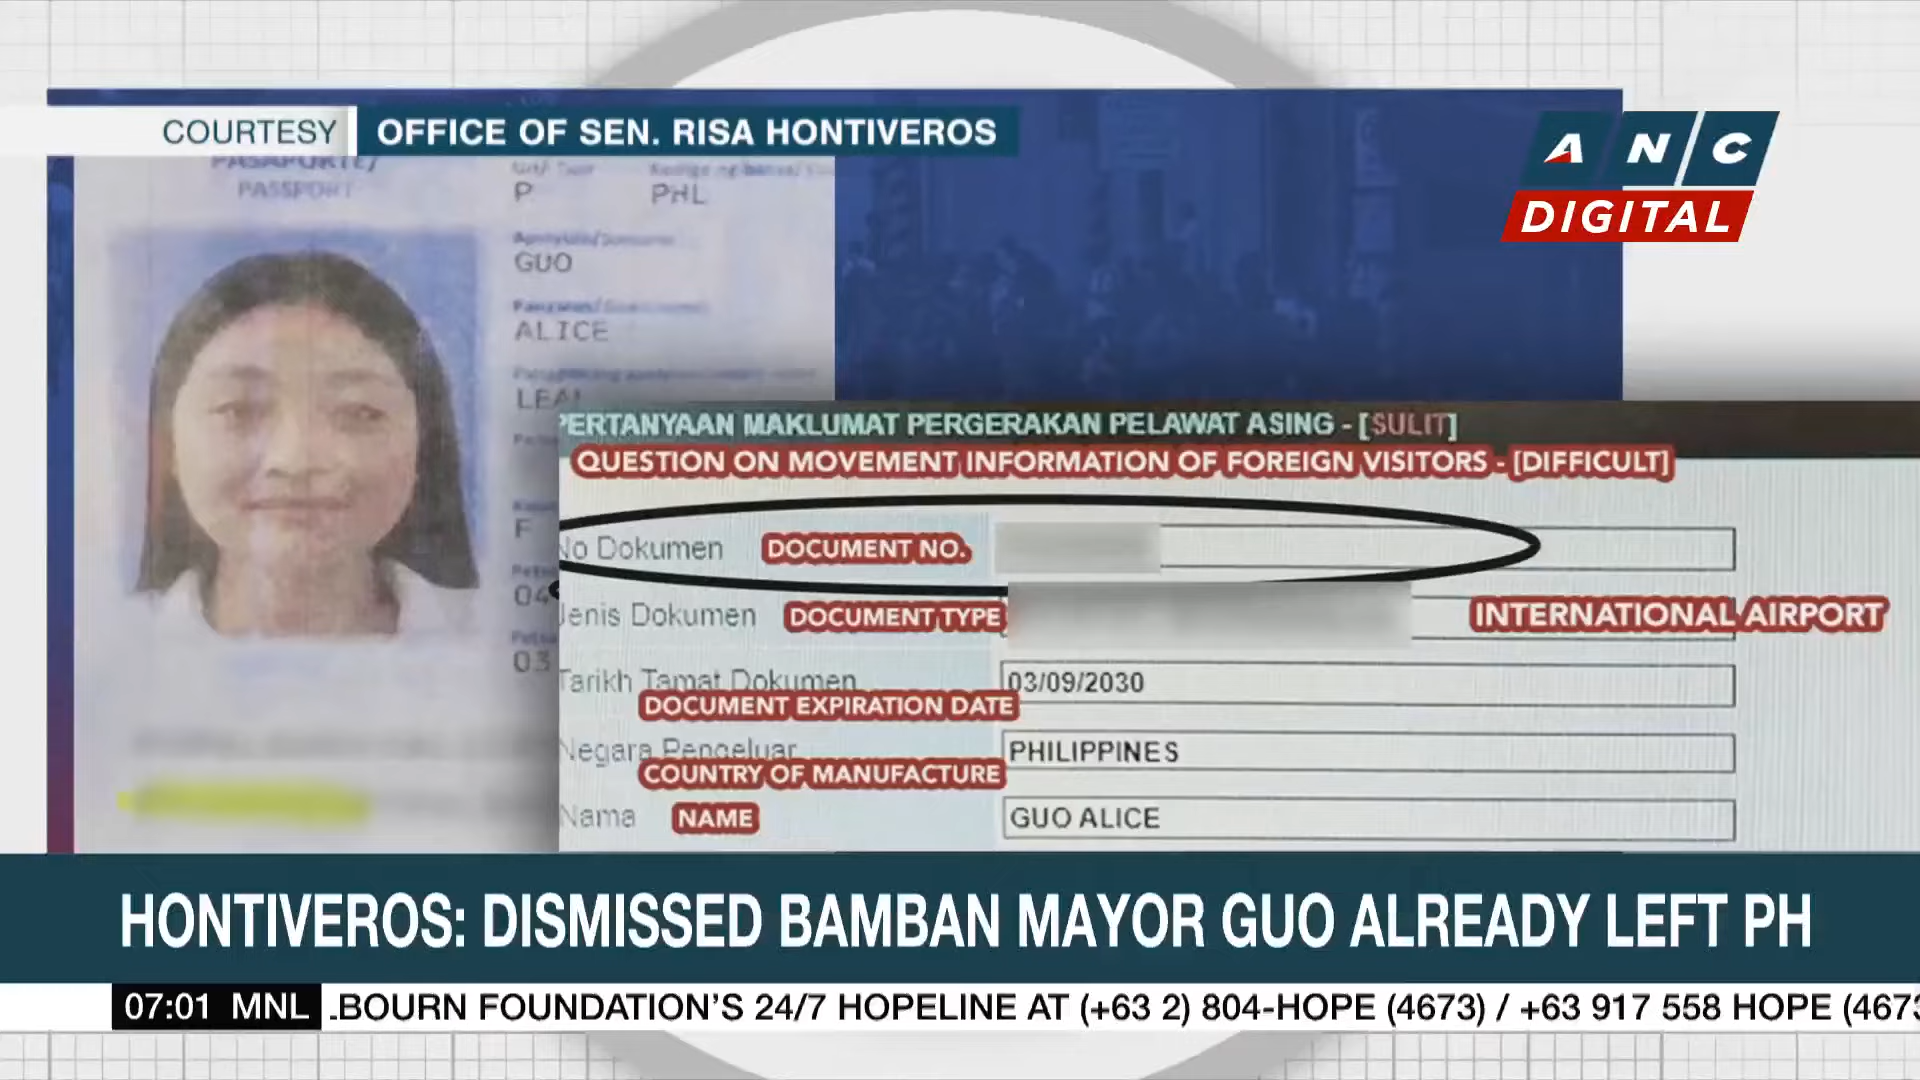 COURTESY
OFFICE OF SEN. RISA HONTIVEROS
ANC
DIGITAL
PASAPORTE/
PASSPORT
P
PHL
GUO
ALICE
F
04
03
PERTANYAAN MAKLUMAT PERGERAKAN PELAWAT ASING - [SULIT]
QUESTION ON MOVEMENT INFORMATION OF FOREIGN VISITORS - [DIFFICULT]
No Dokumen DOCUMENT NO.
Jenis Dokumen DOCUMENT TYPE INTERNATIONAL AIRPORT
Tarikh Tamat Dokumen 03/09/2030
DOCUMENT EXPIRATION DATE
Negara Pengeluar PHILIPPINES
COUNTRY OF MANUFACTURE
Nama NAME GUO ALICE
HONTIVEROS: DISMISSED BAMBAN MAYOR GUO ALREADY LEFT PH
07:01 MNL .BOURN FOUNDATION'S 24/7 HOPELINE AT (+63 2) 804-HOPE (4673) / +63 917 558 HOPE (4673